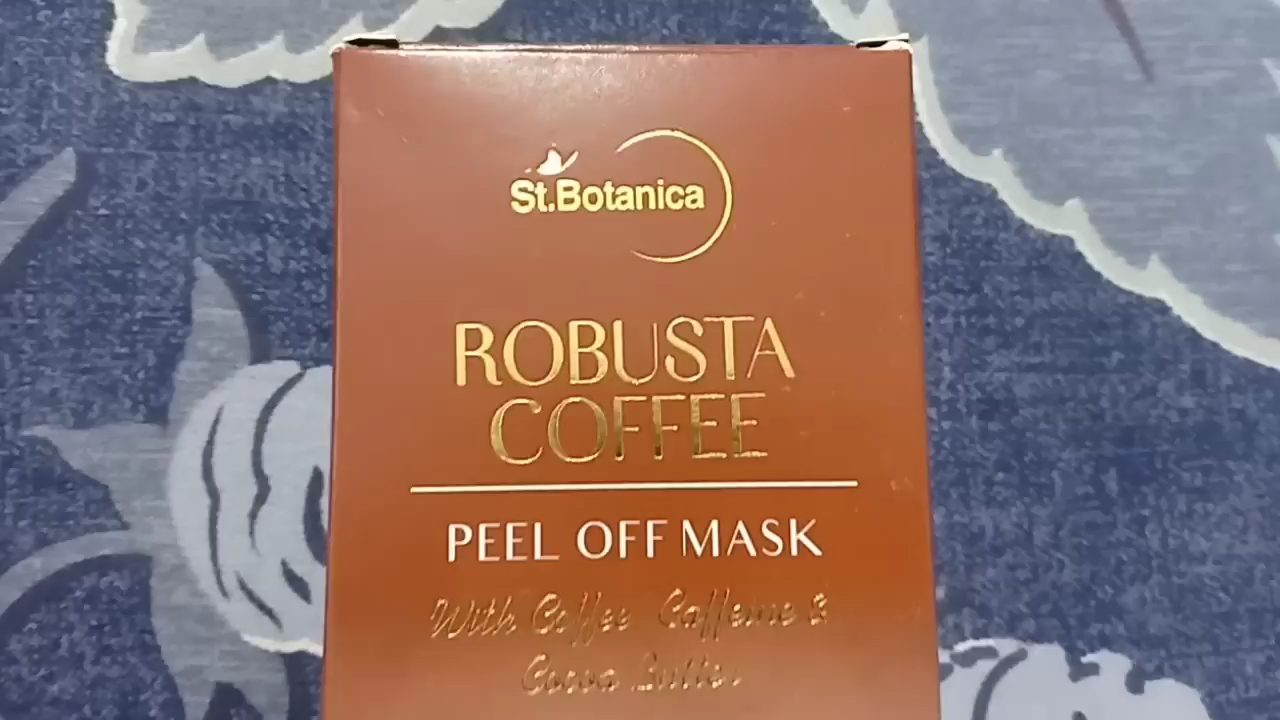 St.Botanica
ROBUSTA
COFFEE
PEEL OFF MASK
With Coffee Caffeine &
Cocoa Butter